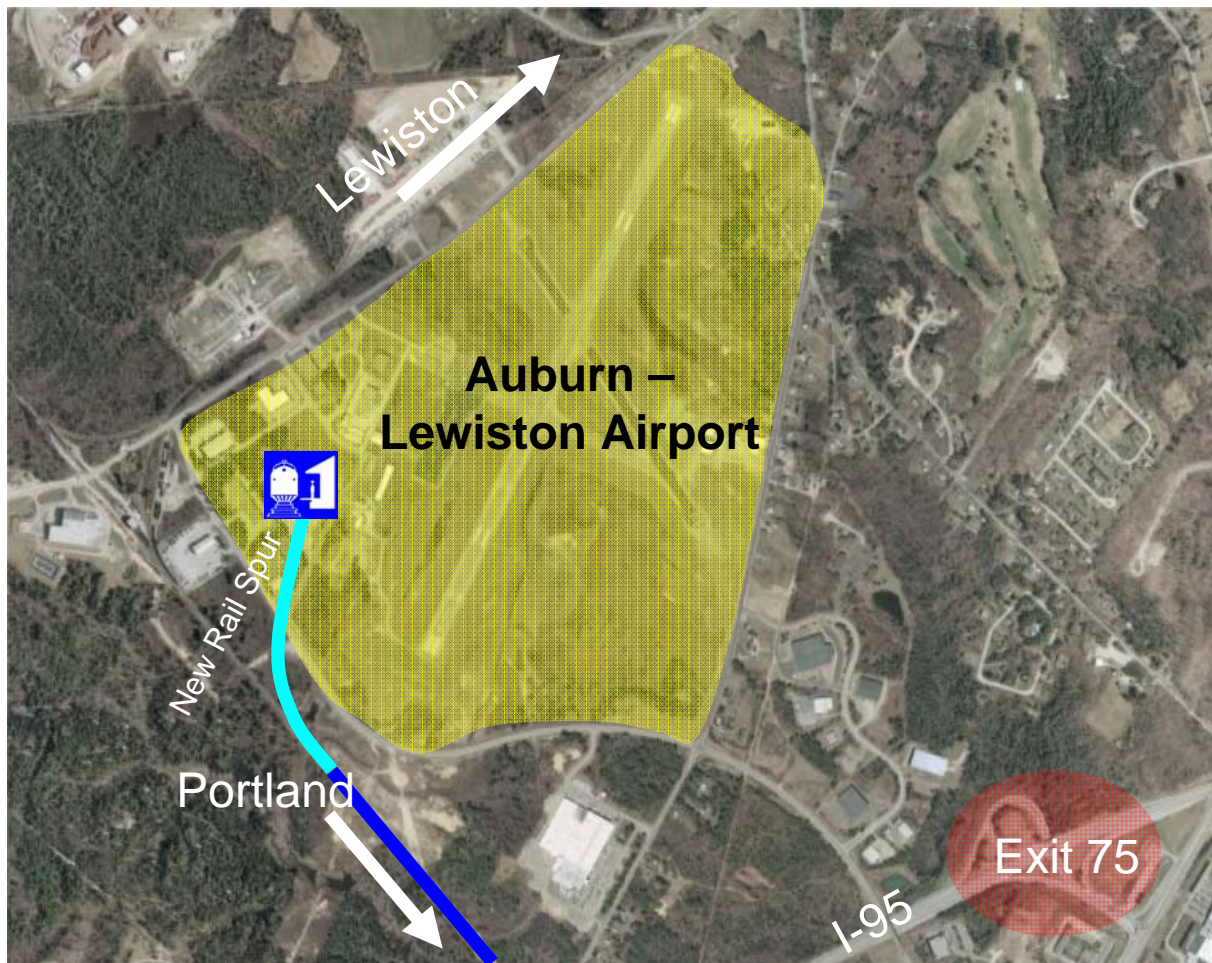 Lewiston
Auburn –
Lewiston Airport
New Rail Spur
Portland
Exit 75
I-95